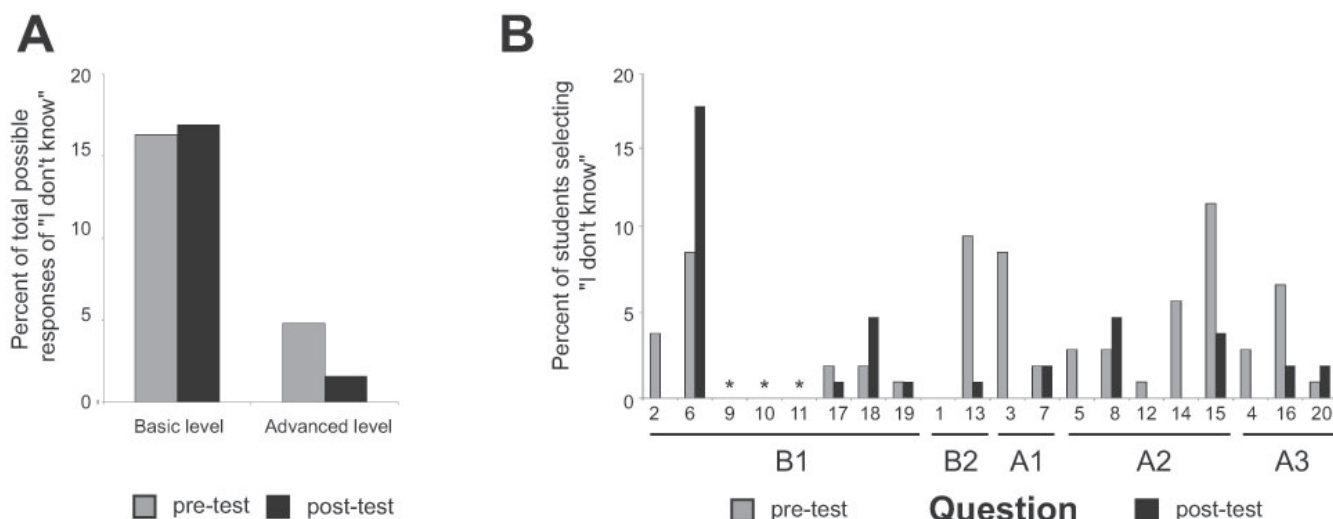 A
Percent of total possible
responses of "I don't know"
20
15
10
5
0
Basic level Advanced level
pre-test post-test
B
Percent of students selecting
"I don't know"
20
15
10
5
0
2 6 9 10 11 17 18 19 1 13 3 7 5 8 12 14 15 4 16 20
* * *
B1 B2 A1 A2 A3
pre-test Question post-test